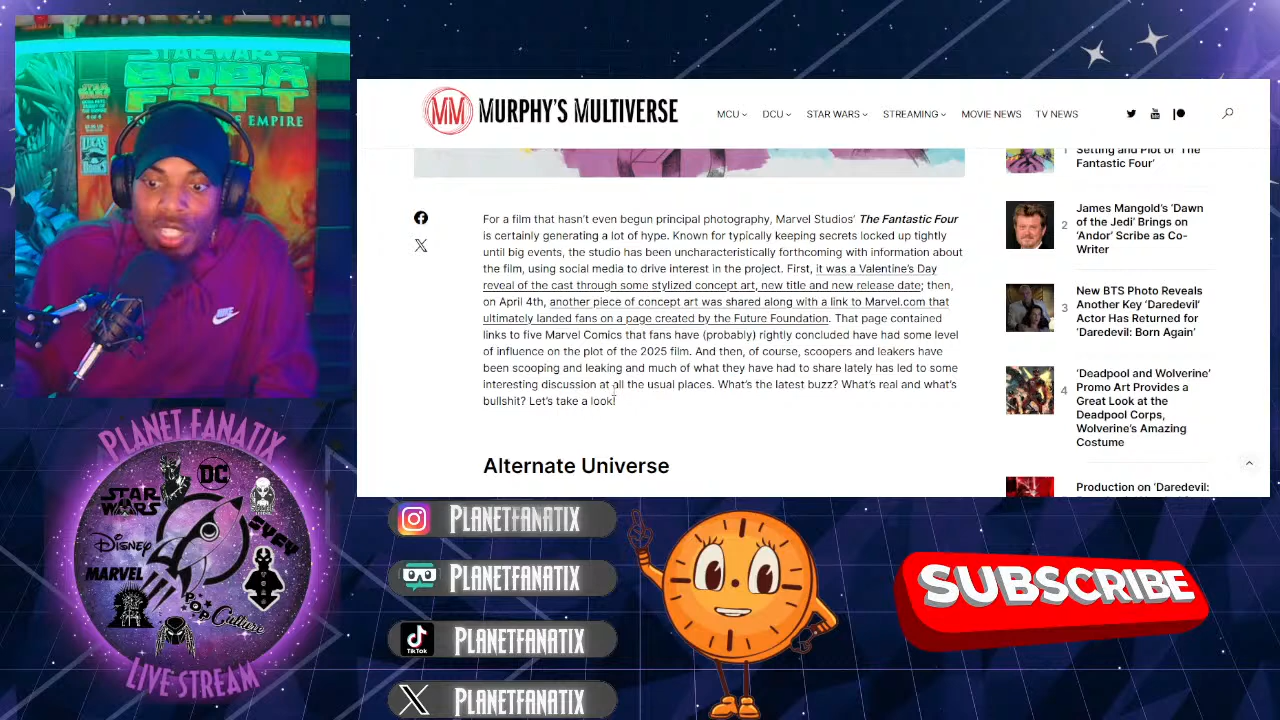 STAR WARS
BOBA
FETT
EMPIRE
MM MURPHY'S MULTIVERSE
MCU
DCU
STAR WARS
STREAMING
MOVIE NEWS
TV NEWS
For a film that hasn't even begun principal photography, Marvel Studios' The Fantastic Four
is certainly generating a lot of hype. Known for typically keeping secrets locked up tightly
until big events, the studio has been uncharacteristically forthcoming with information about
the film, using social media to drive interest in the project. First, it was a Valentine's Day
reveal of the cast through some stylized concept art, new title and new release date; then,
on April 4th, another piece of concept art was shared along with a link to Marvel.com that
ultimately landed fans on a page created by the Future Foundation. That page contained
links to five Marvel Comics that fans have (probably) rightly concluded have had some level
of influence on the plot of the 2025 film. And then, of course, scoopers and leakers have
been scooping and leaking and much of what they have had to share lately has led to some
interesting discussion at all the usual places. What's the latest buzz? What's real and what's
bullshit? Let's take a look!
Alternate Universe
1
Setting and Plot of 'The
Fantastic Four'
2
James Mangold's 'Dawn
of the Jedi' Brings on
'Andor' Scribe as Co-
Writer
3
New BTS Photo Reveals
Another Key 'Daredevil'
Actor Has Returned for
'Daredevil: Born Again'
4
'Deadpool and Wolverine'
Promo Art Provides a
Great Look at the
Deadpool Corps,
Wolverine's Amazing
Costume
Production on 'Daredevil:
PLANET FANATIX
STAR WARS
DC
Disney
MARVEL
POP Culture
LIVE STREAM
PLANETFANATIX
PLANETFANATIX
TikTok
PLANETFANATIX
PLANETFANATIX
SUBSCRIBE